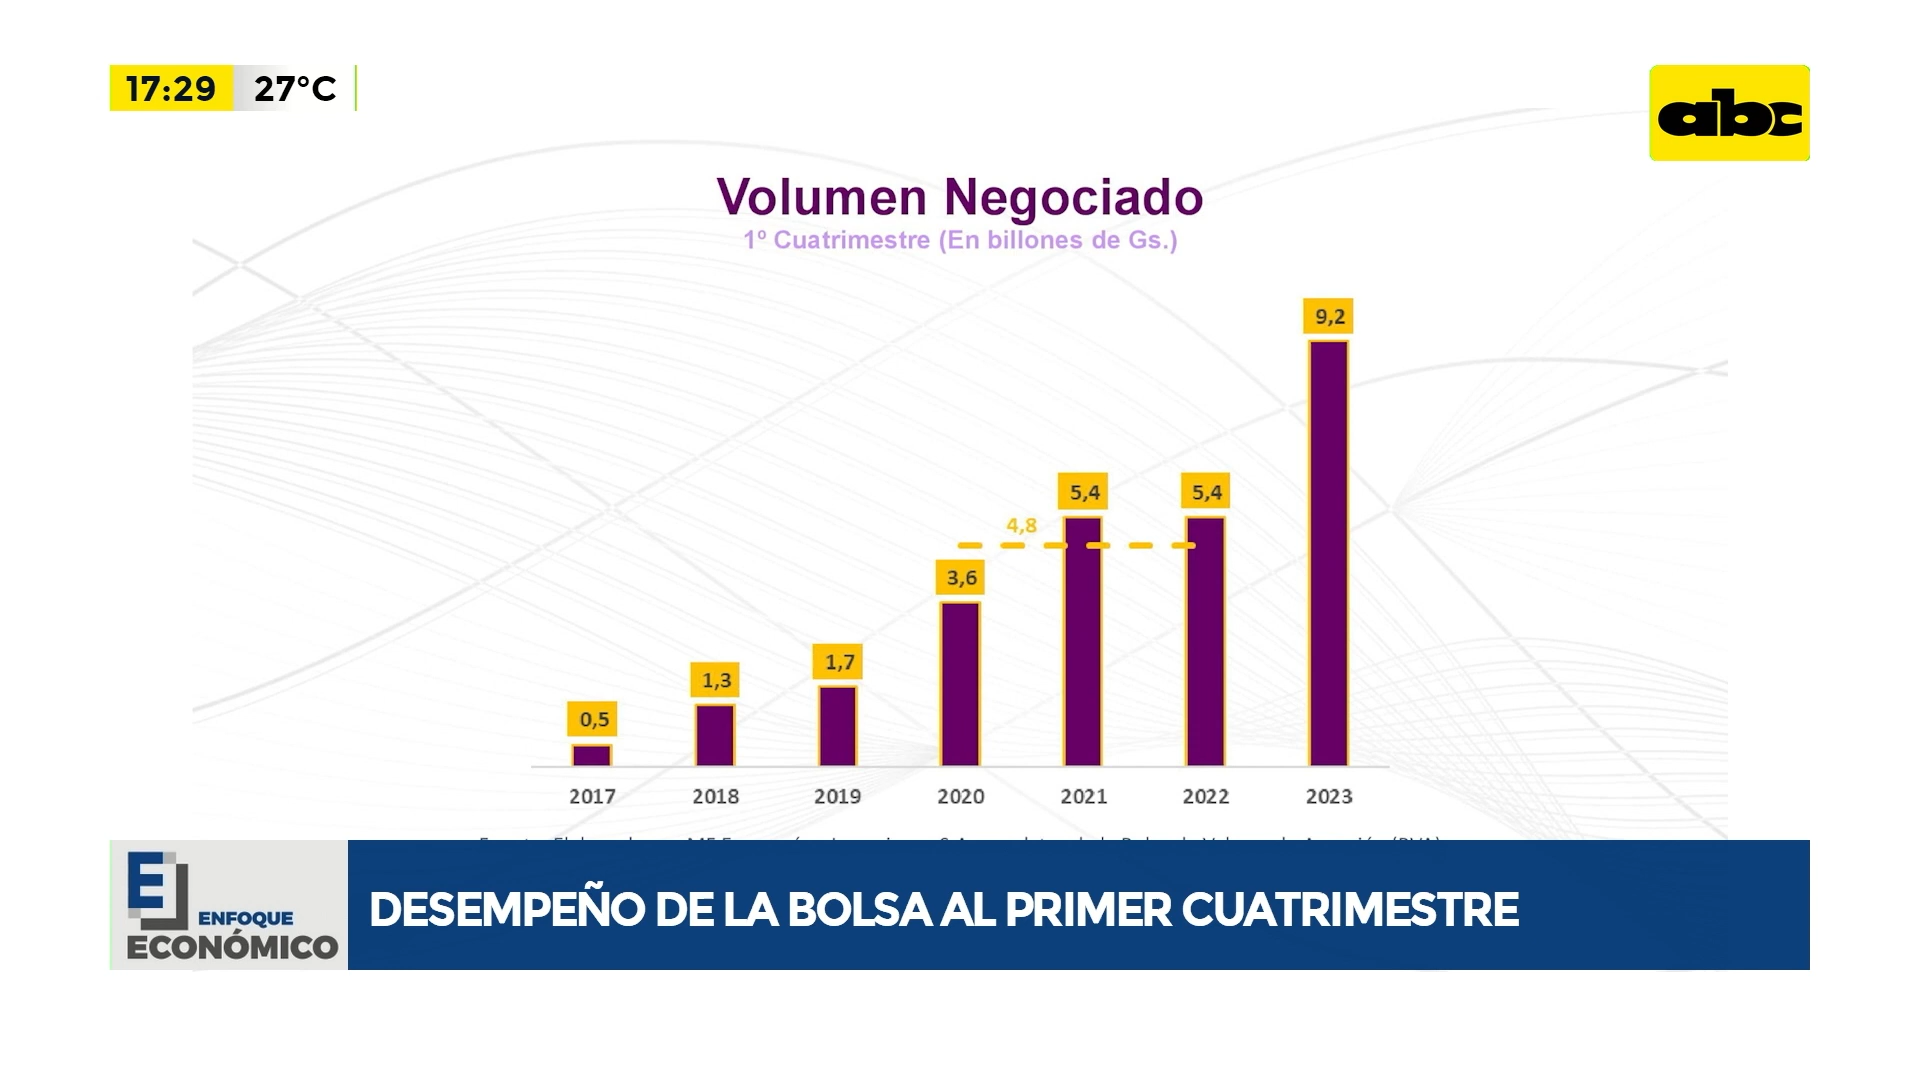 17:29 27°C
abc
Volumen Negociado
1º Cuatrimestre (En billones de Gs.)
9,2
5,4 5,4
4,8
3,6
1,7
1,3
0,5
2017 2018 2019 2020 2021 2022 2023
E ENFOQUE
ECONÓMICO
DESEMPEÑO DE LA BOLSA AL PRIMER CUATRIMESTRE